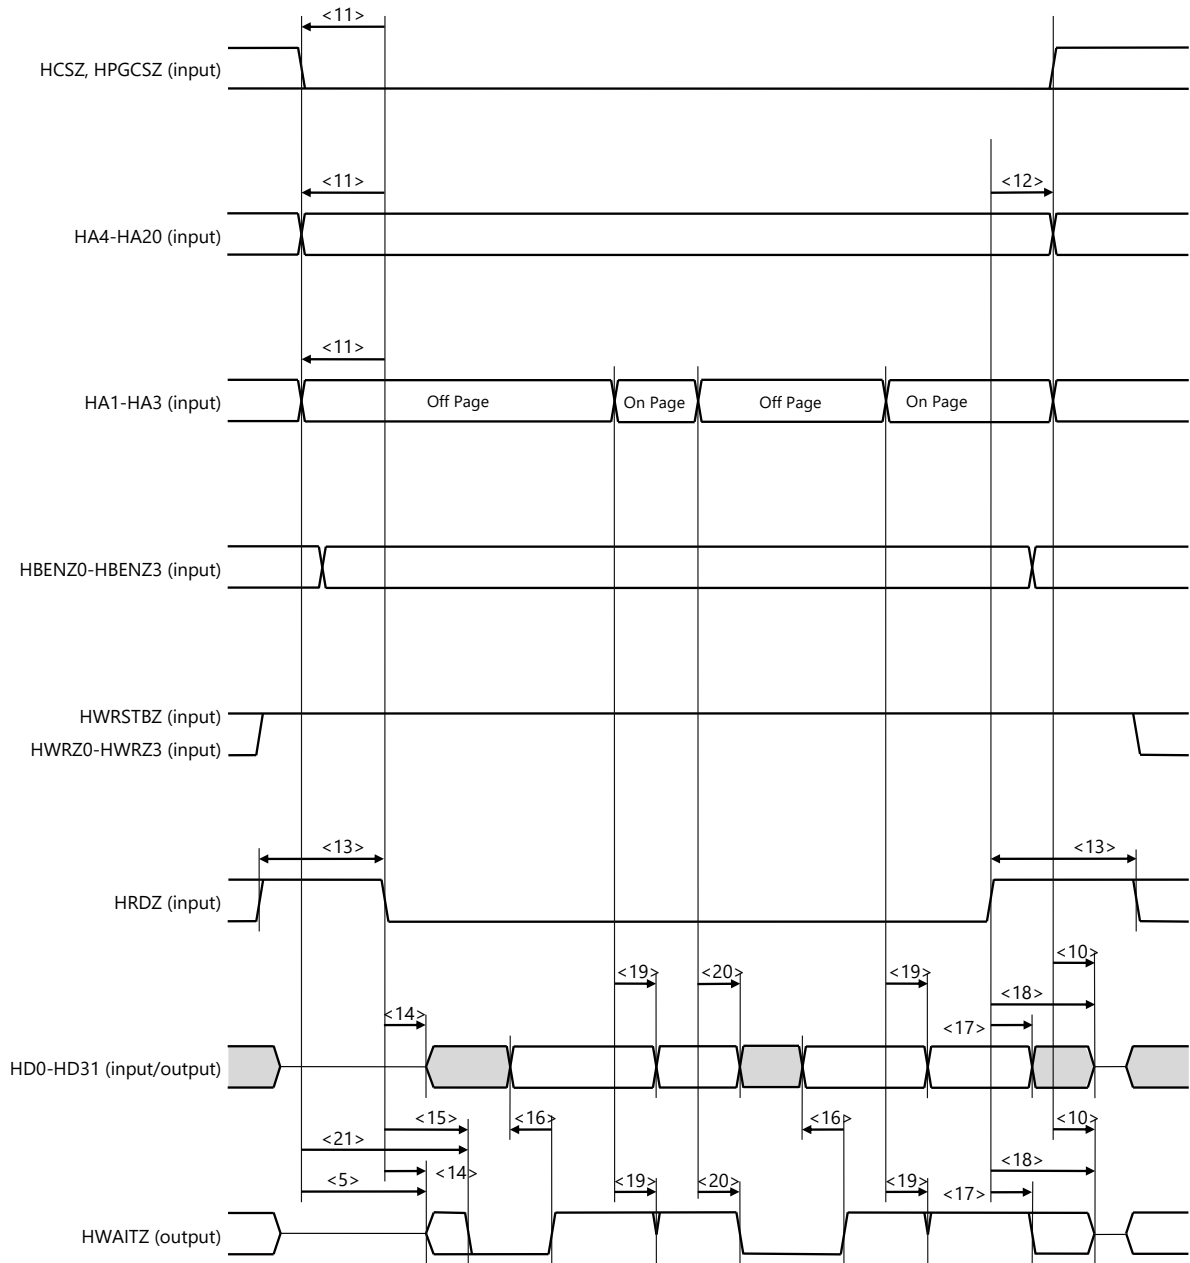 <11>
HCSZ, HPGCSZ (input)
<11>
<12>
HA4-HA20 (input)
<11>
HA1-HA3 (input)
Off Page
On Page
Off Page
On Page
HBENZ0-HBENZ3 (input)
HWRSTBZ (input)
HWRZ0-HWRZ3 (input)
<13>
<13>
HRDZ (input)
<10>
<19>
<20>
<19>
<18>
<14>
<17>
HD0-HD31 (input/output)
<15>
<16>
<16>
<10>
<21>
<18>
<14>
<5>
<19>
<20>
<19>
<17>
HWAITZ (output)